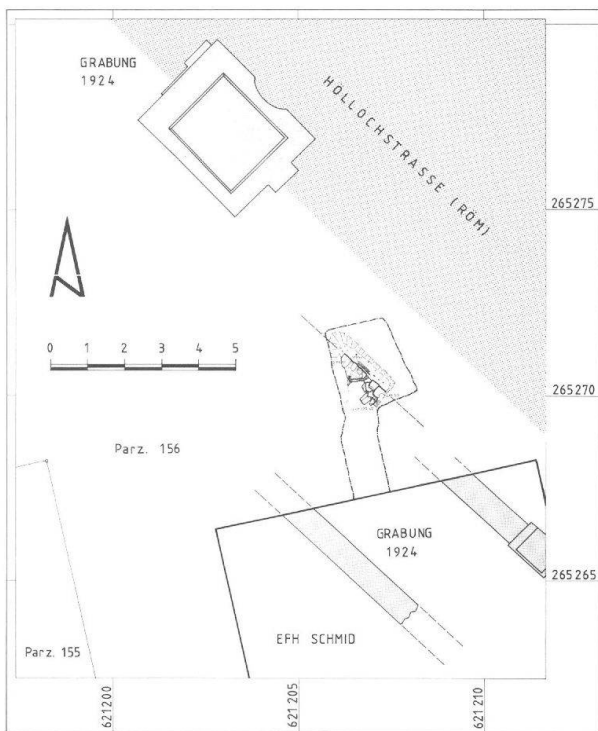 GRABUNG
1924
HÖLLOCHSTRASSE (RÖM)
265275
0 1 2 3 4 5
265270
Parz. 156
GRABUNG
1924
265265
EFH SCHMID
Parz. 155
621200
621205
621210